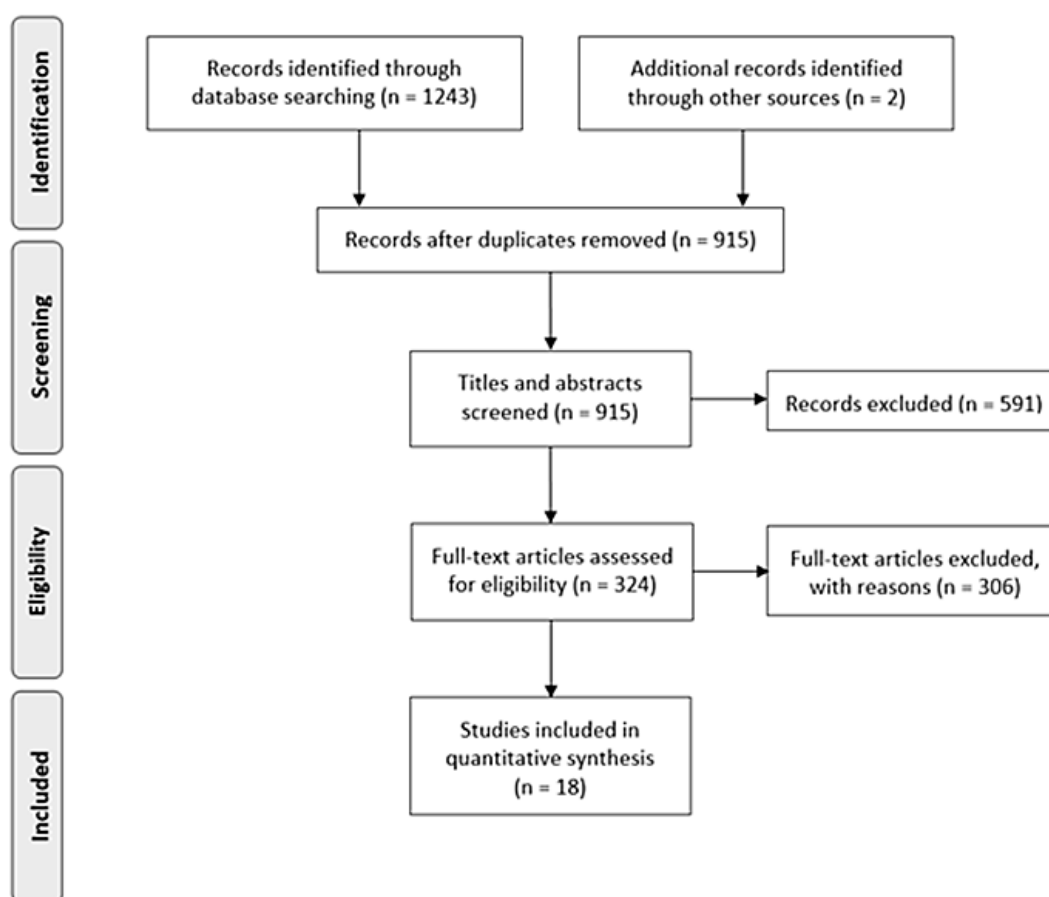 Identification
Records identified through
database searching (n = 1243)
Additional records identified
through other sources (n = 2)
Records after duplicates removed (n = 915)
Screening
Titles and abstracts
screened (n = 915)
Records excluded (n = 591)
Eligibility
Full-text articles assessed
for eligibility (n = 324)
Full-text articles excluded,
with reasons (n = 306)
Included
Studies included in
quantitative synthesis
(n = 18)